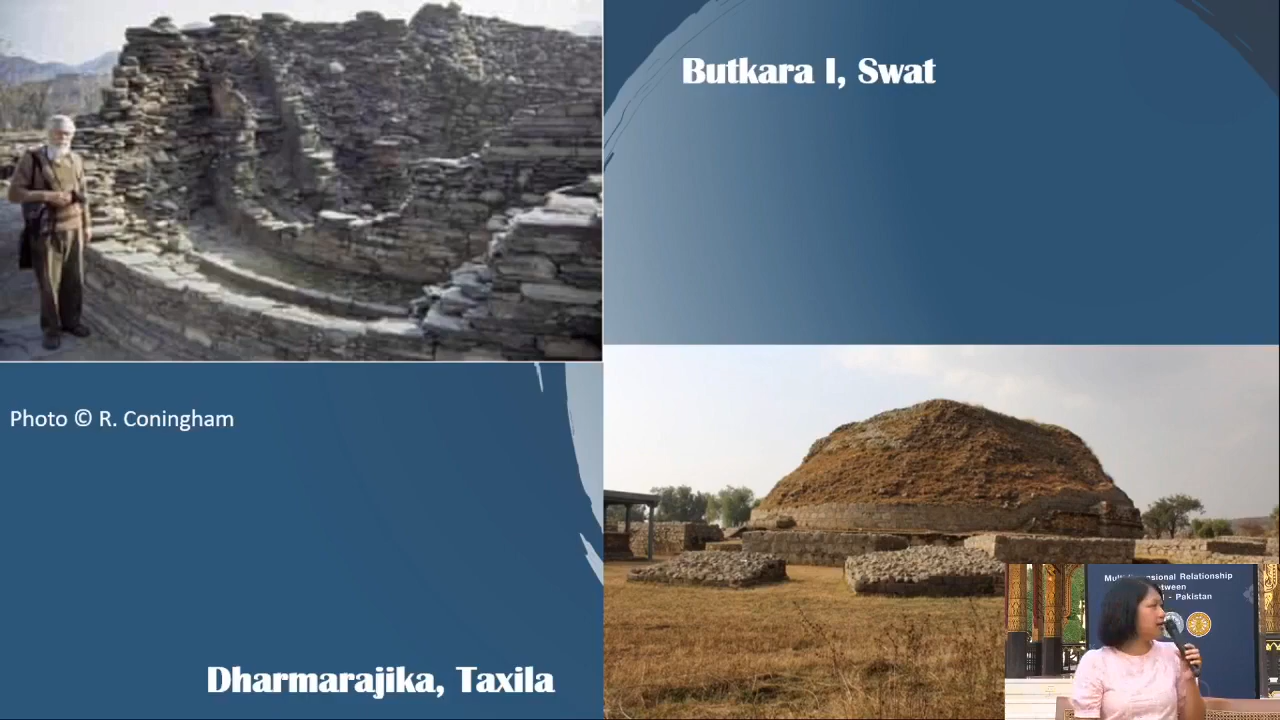 Butkara I, Swat
Photo © R. Coningham
Dharmarajika, Taxila
Relationship
- Pakistan